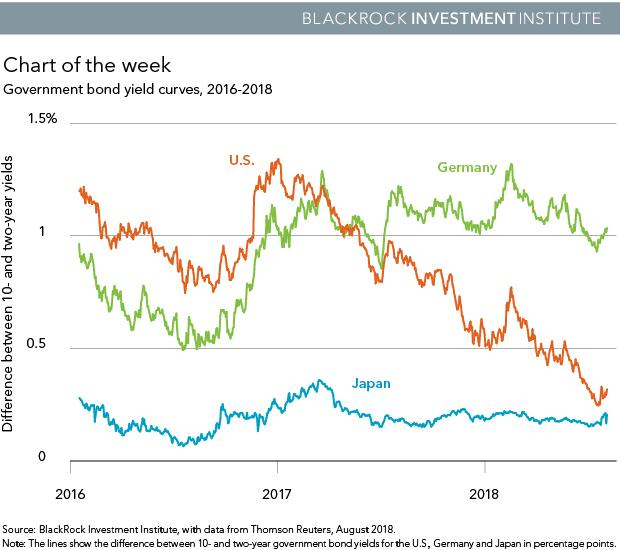 BLACKROCK INVESTMENT INSTITUTE
Chart of the week
Government bond yield curves, 2016-2018
Difference between 10- and two-year yields
1.5%
1
0.5
0
U.S.
Germany
Japan
2016
2017
2018
Source: BlackRock Investment Institute, with data from Thomson Reuters, August 2018.
Note: The lines show the difference between 10- and two-year government bond yields for the U.S., Germany and Japan in percentage points.